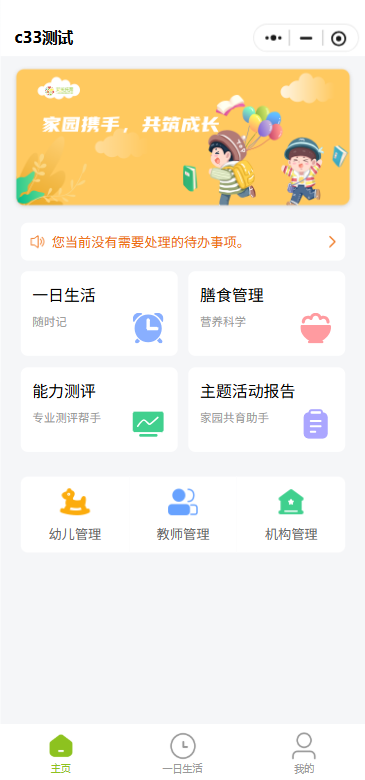 c33测试
家园携手，共筑成长
您当前没有需要处理的待办事项。
一日生活
随时记
膳食管理
营养科学
能力测评
专业测评帮手
主题活动报告
家园共育助手
幼儿管理
教师管理
机构管理
主页
一日生活
我的